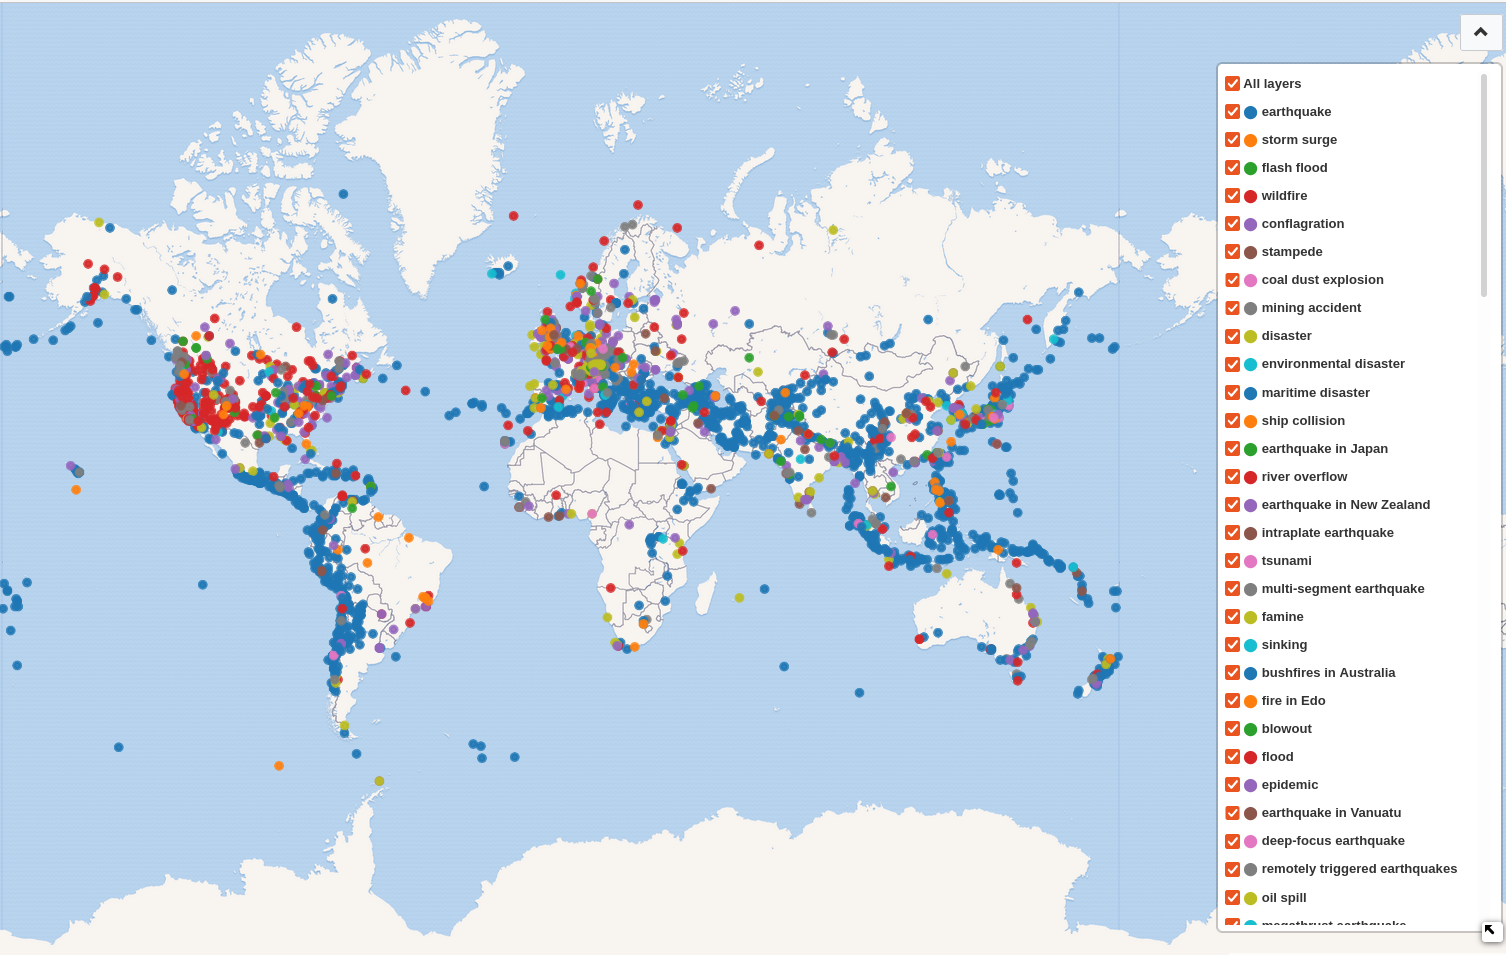 All layers
earthquake
storm surge
flash flood
wildfire
conflagration
stampede
coal dust explosion
mining accident
disaster
environmental disaster
maritime disaster
ship collision
earthquake in Japan
river overflow
earthquake in New Zealand
intraplate earthquake
tsunami
multi-segment earthquake
famine
sinking
bushfires in Australia
fire in Edo
blowout
flood
epidemic
earthquake in Vanuatu
deep-focus earthquake
remotely triggered earthquakes
oil spill
megathrust earthquake